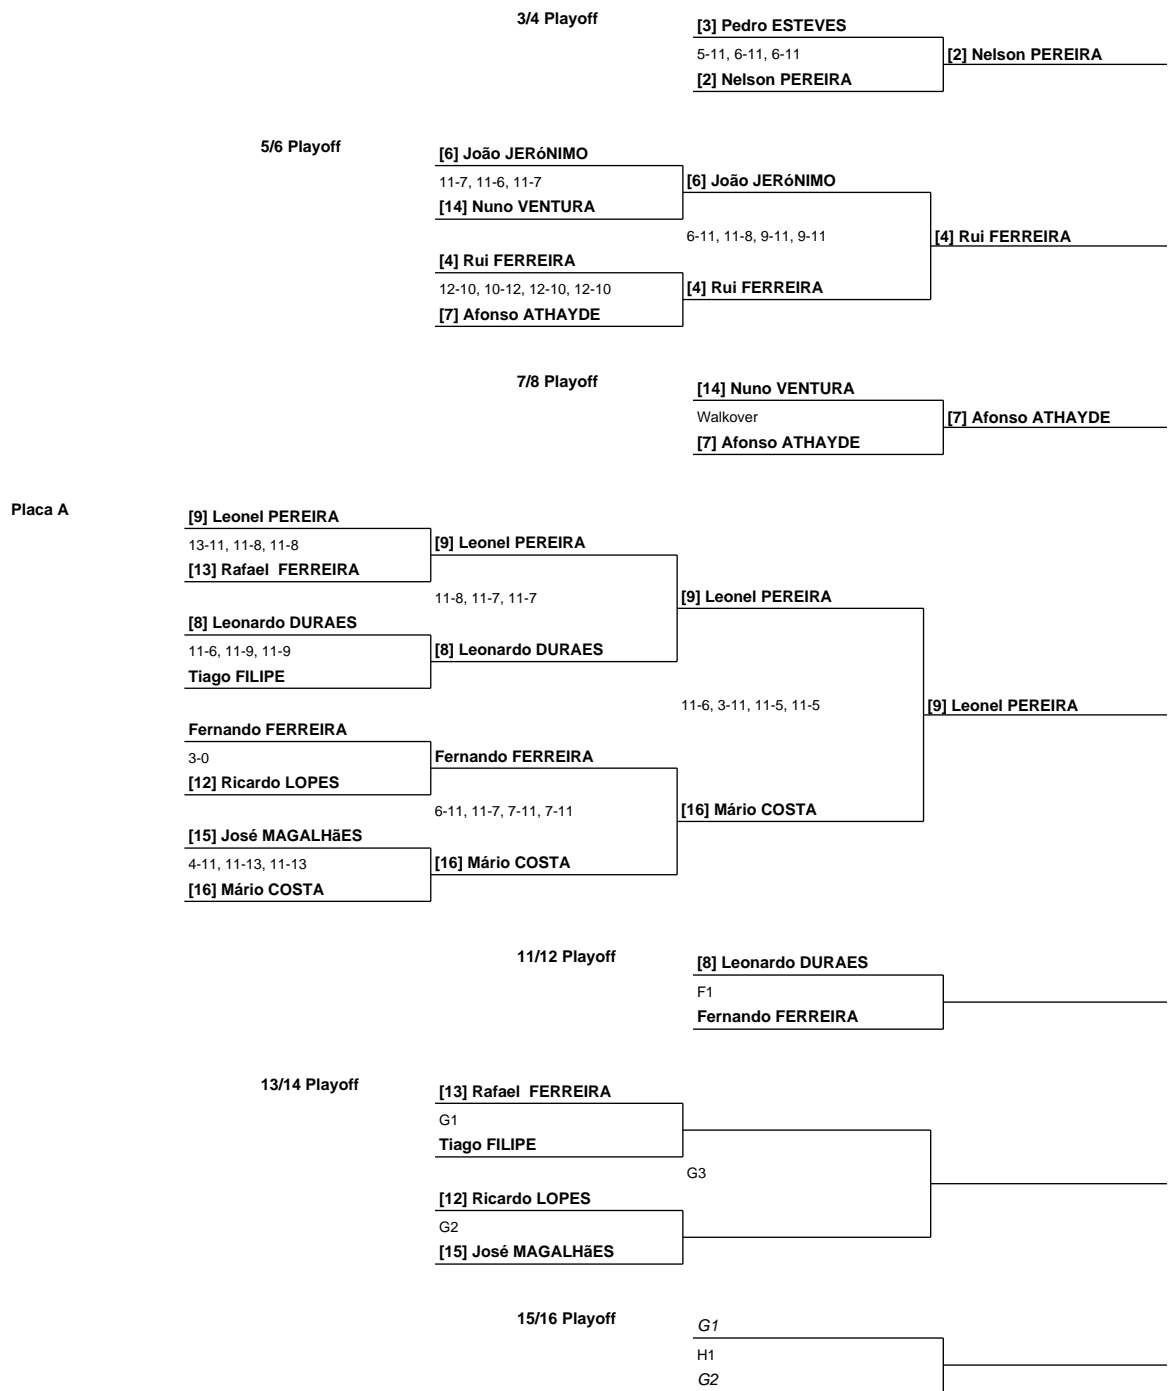 3/4 Playoff
[3] Pedro ESTEVES
5-11, 6-11, 6-11
[2] Nelson PEREIRA
[2] Nelson PEREIRA
5/6 Playoff
[6] João JERóNIMO
11-7, 11-6, 11-7
[6] João JERóNIMO
[14] Nuno VENTURA
6-11, 11-8, 9-11, 9-11
[4] Rui FERREIRA
[4] Rui FERREIRA
12-10, 10-12, 12-10, 12-10
[4] Rui FERREIRA
[7] Afonso ATHAYDE
7/8 Playoff
[14] Nuno VENTURA
Walkover
[7] Afonso ATHAYDE
[7] Afonso ATHAYDE
Placa A
[9] Leonel PEREIRA
13-11, 11-8, 11-8
[9] Leonel PEREIRA
[13] Rafael  FERREIRA
11-8, 11-7, 11-7
[9] Leonel PEREIRA
[8] Leonardo DURAES
11-6, 11-9, 11-9
[8] Leonardo DURAES
Tiago FILIPE
11-6, 3-11, 11-5, 11-5
[9] Leonel PEREIRA
Fernando FERREIRA
3-0
Fernando FERREIRA
[12] Ricardo LOPES
6-11, 11-7, 7-11, 7-11
[16] Mário COSTA
[15] José MAGALHãES
4-11, 11-13, 11-13
[16] Mário COSTA
[16] Mário COSTA
11/12 Playoff
[8] Leonardo DURAES
F1
Fernando FERREIRA
13/14 Playoff
[13] Rafael  FERREIRA
G1
Tiago FILIPE
G3
[12] Ricardo LOPES
G2
[15] José MAGALHãES
15/16 Playoff
G1
H1
G2